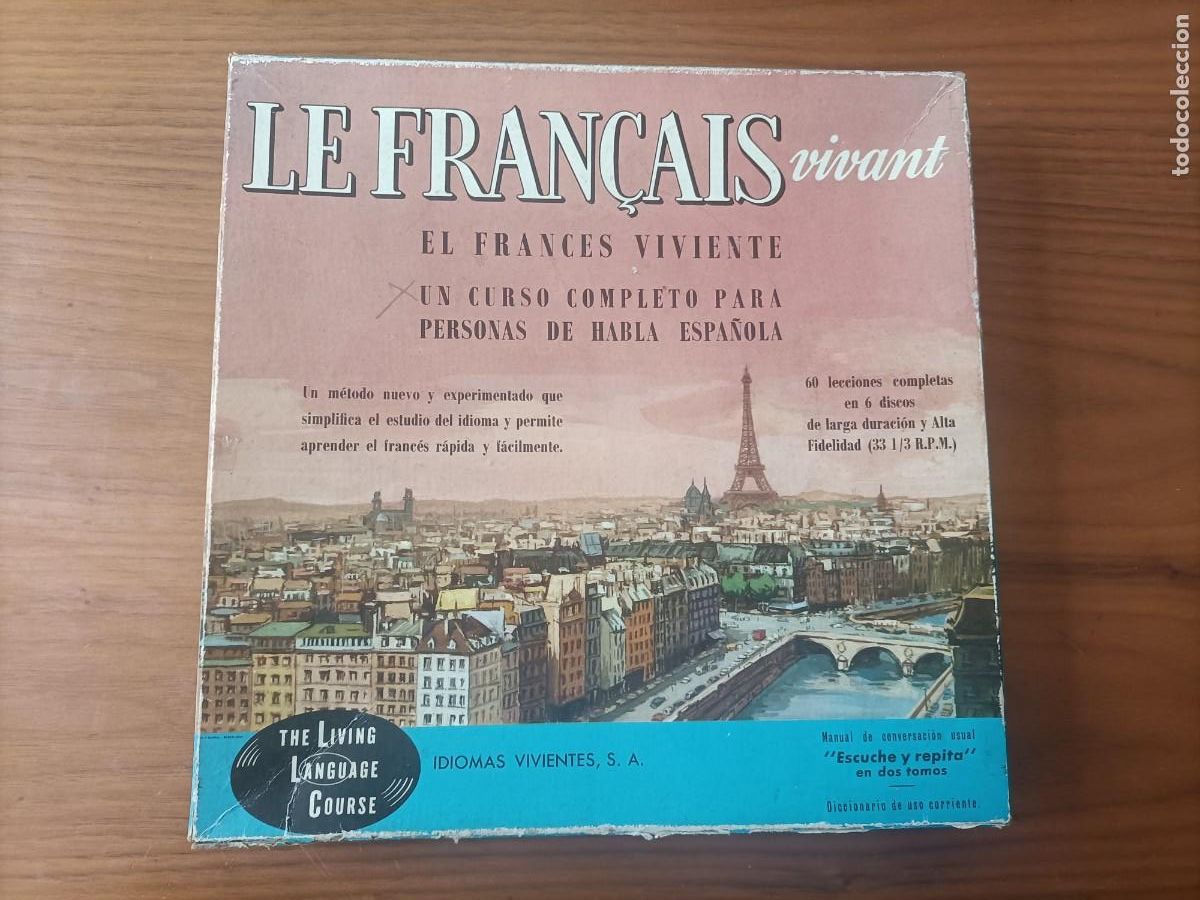 LE FRANÇAIS vivant
EL FRANCES VIVIENTE
UN CURSO COMPLETO PARA
PERSONAS DE HABLA ESPAÑOLA
Un método nuevo y experimentado que
simplifica el estudio del idioma y permite
aprender el francés rápida y fácilmente.
60 lecciones completas
en 6 discos
de larga duración y Alta
Fidelidad (33 1/3 R.P.M.)
THE LIVING
LANGUAGE
COURSE
IDIOMAS VIVIENTES, S. A.
Manual de conversación usual
"Escuche y repita"
en dos tomos
Diccionario de uso corriente.
todocoleccion